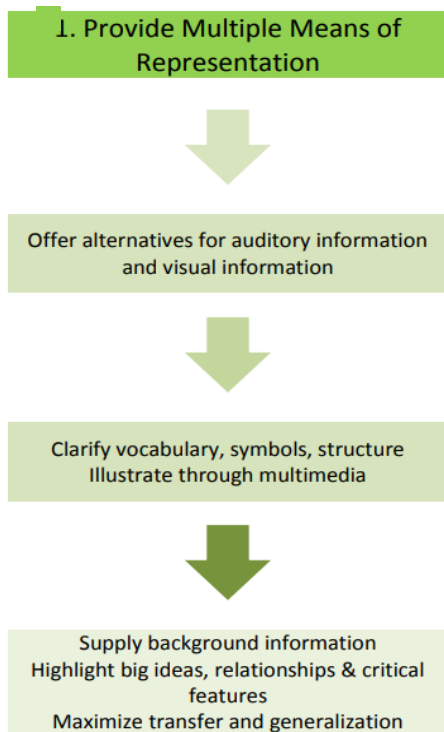 1. Provide Multiple Means of
Representation
Offer alternatives for auditory information
and visual information
Clarify vocabulary, symbols, structure
Illustrate through multimedia
Supply background information
Highlight big ideas, relationships & critical
features
Maximize transfer and generalization